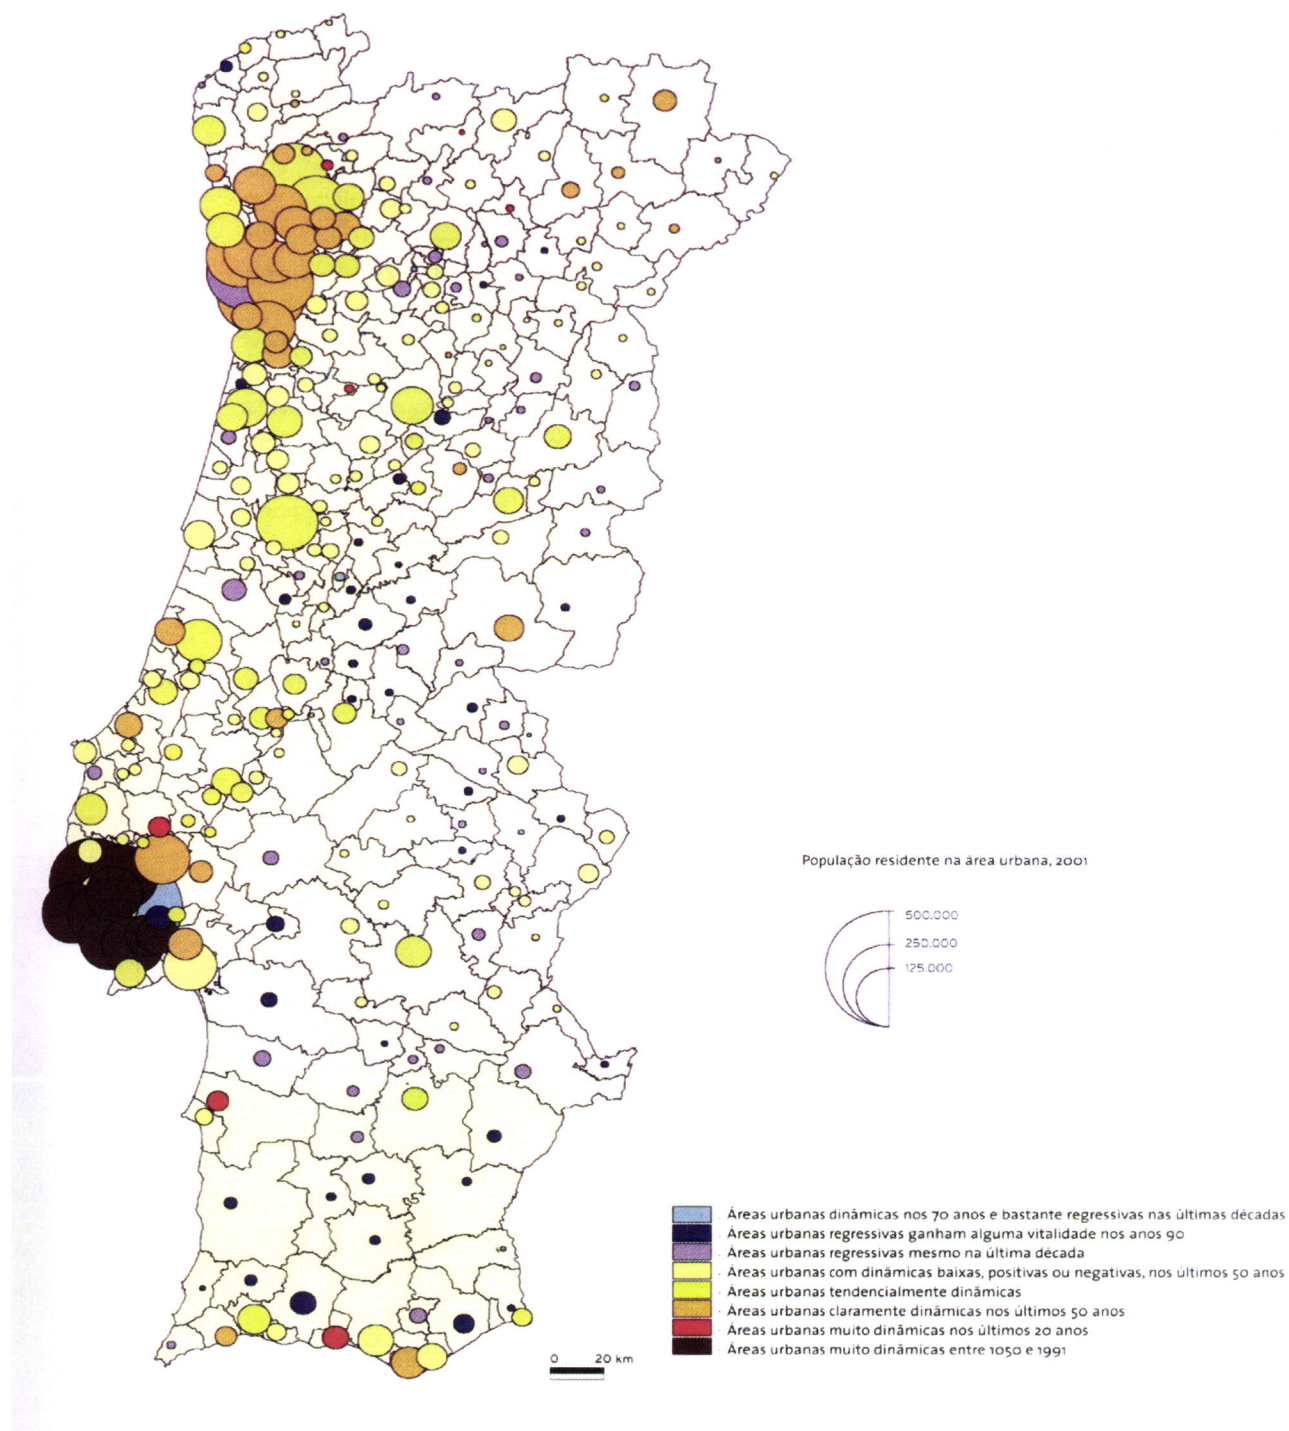 População residente na área urbana, 2001
500.000
250.000
125.000
Áreas urbanas dinâmicas nos 70 anos e bastante regressivas nas últimas décadas
Áreas urbanas regressivas ganham alguma vitalidade nos anos 90
Áreas urbanas regressivas mesmo na última década
Áreas urbanas com dinâmicas baixas, positivas ou negativas, nos últimos 50 anos
Áreas urbanas tendencialmente dinâmicas
Áreas urbanas claramente dinâmicas nos últimos 50 anos
Áreas urbanas muito dinâmicas nos últimos 20 anos
Áreas urbanas muito dinâmicas entre 1050 e 1991
0 20 km